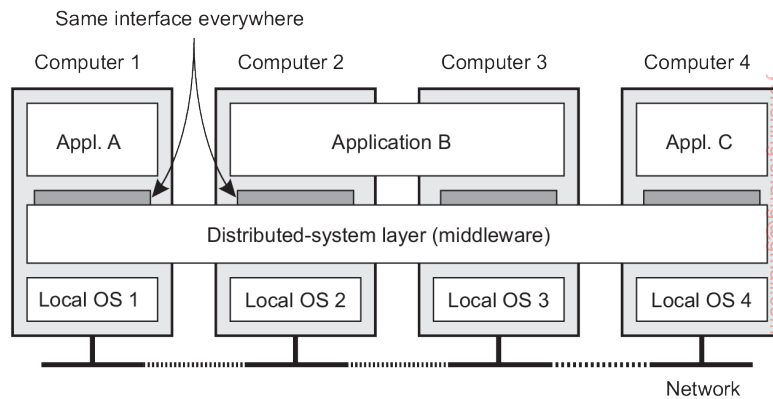 Same interface everywhere
Computer 1
Computer 2
Computer 3
Computer 4
Appl. A
Application B
Appl. C
Distributed-system layer (middleware)
Local OS 1
Local OS 2
Local OS 3
Local OS 4
Network